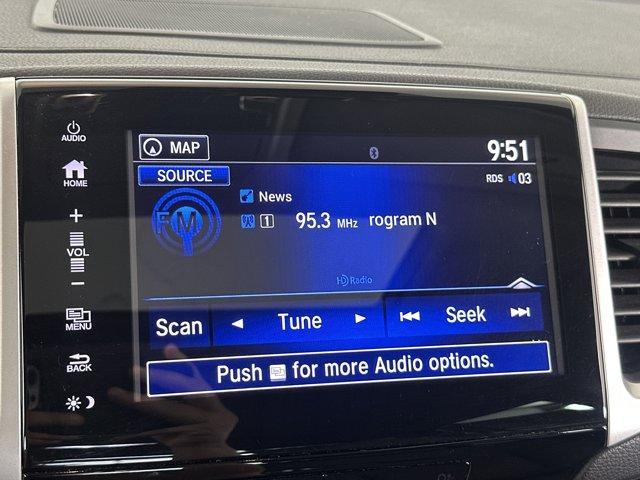 AUDIO
HOME
+
VOL
−
MENU
BACK
MAP
9:51
SOURCE
RDS 03
FM
News
1 95.3 MHz rogram N
HD Radio
Scan
Tune
Seek
Push for more Audio options.